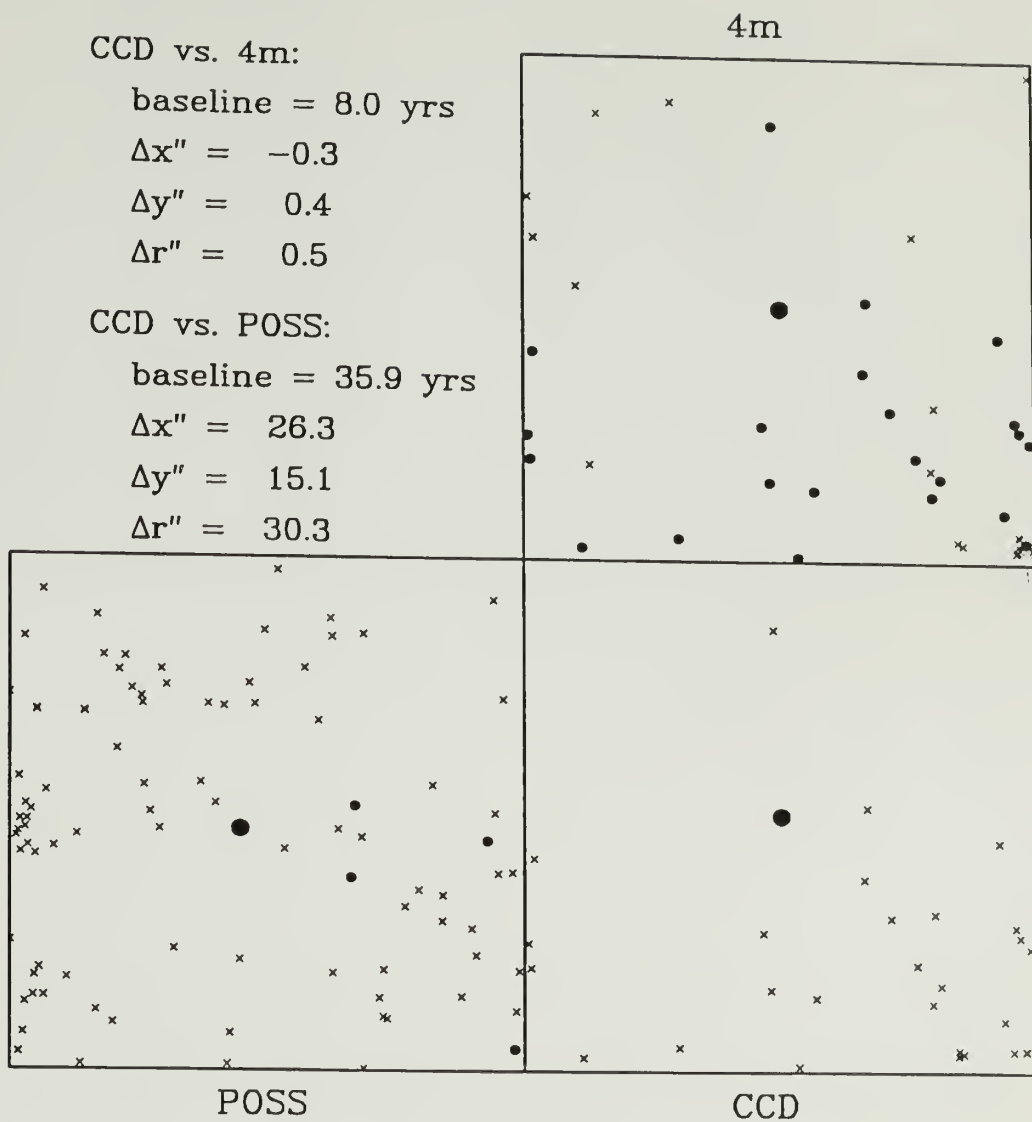 4m
CCD vs. 4m:
baseline = 8.0 yrs
Δx" = −0.3
Δy" = 0.4
Δr" = 0.5
CCD vs. POSS:
baseline = 35.9 yrs
Δx" = 26.3
Δy" = 15.1
Δr" = 30.3
POSS
CCD